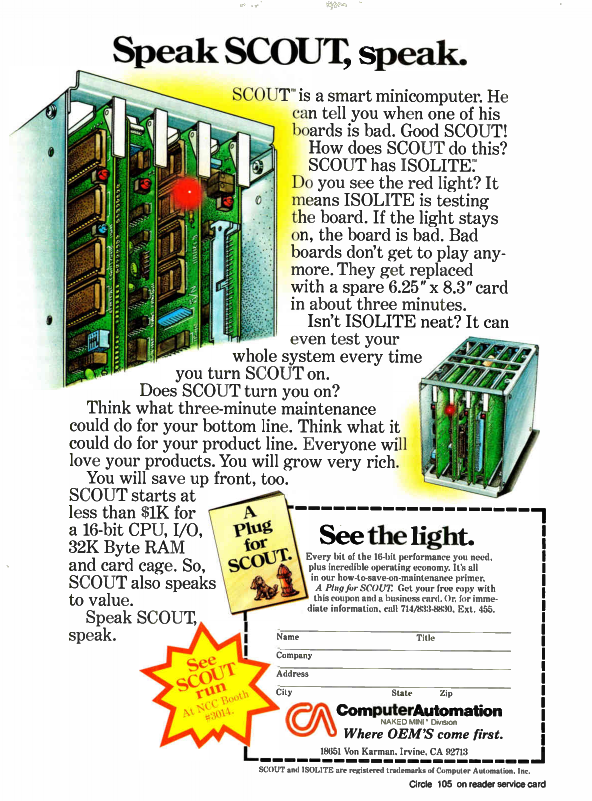 Speak SCOUT, speak.
SCOUT™ is a smart minicomputer. He
can tell you when one of his
boards is bad. Good SCOUT!
How does SCOUT do this?
SCOUT has ISOLITE.™
Do you see the red light? It
means ISOLITE is testing
the board. If the light stays
on, the board is bad. Bad
boards don't get to play any-
more. They get replaced
with a spare 6.25" x 8.3" card
in about three minutes.
Isn't ISOLITE neat? It can
even test your
whole system every time
you turn SCOUT on.
Does SCOUT turn you on?
Think what three-minute maintenance
could do for your bottom line. Think what it
could do for your product line. Everyone will
love your products. You will grow very rich.
You will save up front, too.
SCOUT starts at
less than $1K for
a 16-bit CPU, I/O,
32K Byte RAM
and card cage. So,
SCOUT also speaks
to value.
Speak SCOUT,
speak.
A
Plug
for
SCOUT.
See
SCOUT
run
At NCC Booth
#3014.
See the light.
Every bit of the 16-bit performance you need,
plus incredible operating economy. It's all
in our how-to-save-on-maintenance primer,
A Plug for SCOUT. Get your free copy with
this coupon and a business card. Or, for imme-
diate information, call 714/833-8830, Ext. 455.
Name Title
Company
Address
City State Zip
CA ComputerAutomation
NAKED MINI® Division
Where OEM'S come first.
18651 Von Karman, Irvine, CA 92713
SCOUT and ISOLITE are registered trademarks of Computer Automation, Inc.
Circle 105 on reader service card